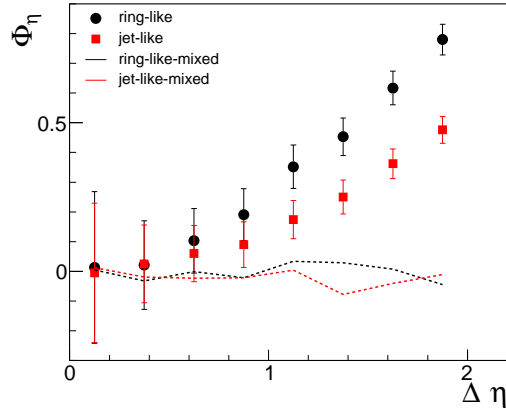 Φη
ring-like
jet-like
ring-like-mixed
jet-like-mixed
0.5
0
0
1
2
Δ η